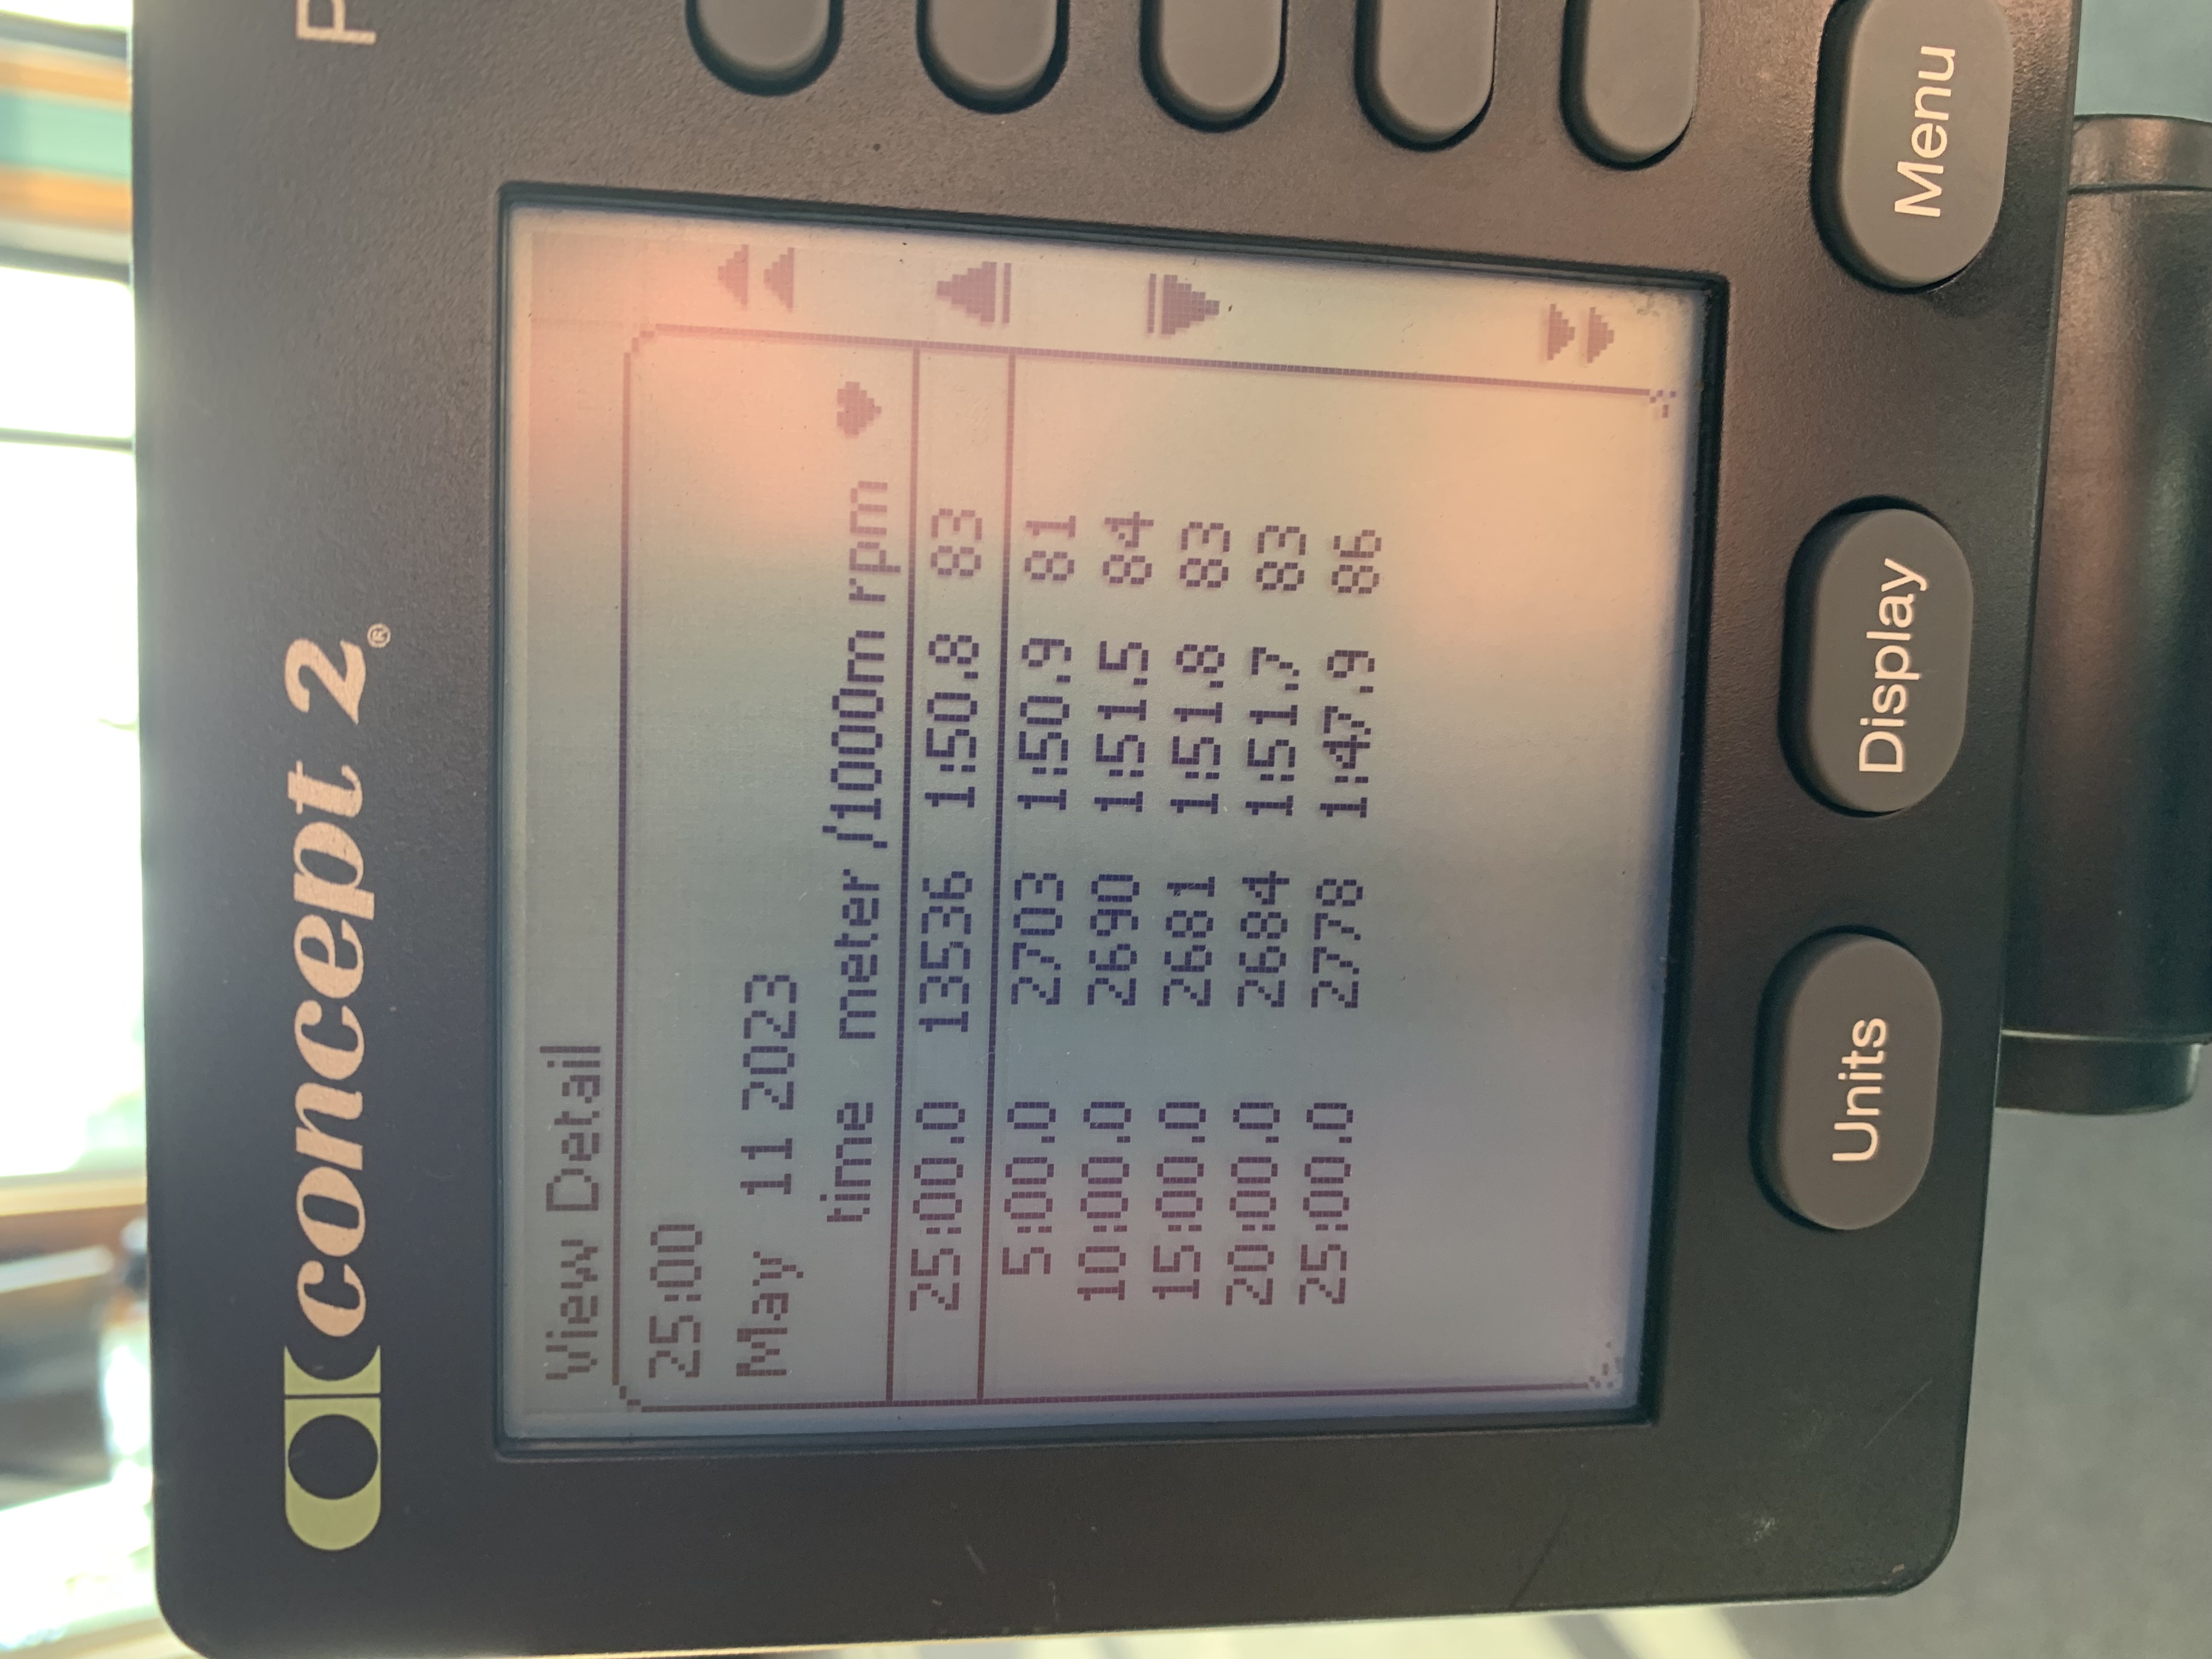 concept 2®
P
View Detail
25:00
May 11 2023
time meter /1000m rpm ♥
25:00.0 13536 1:50.8 83
5:00.0 2703 1:50.9 81
10:00.0 2690 1:51.5 84
15:00.0 2681 1:51.8 83
20:00.0 2684 1:51.7 83
25:00.0 2778 1:47.9 86
Units Display Menu